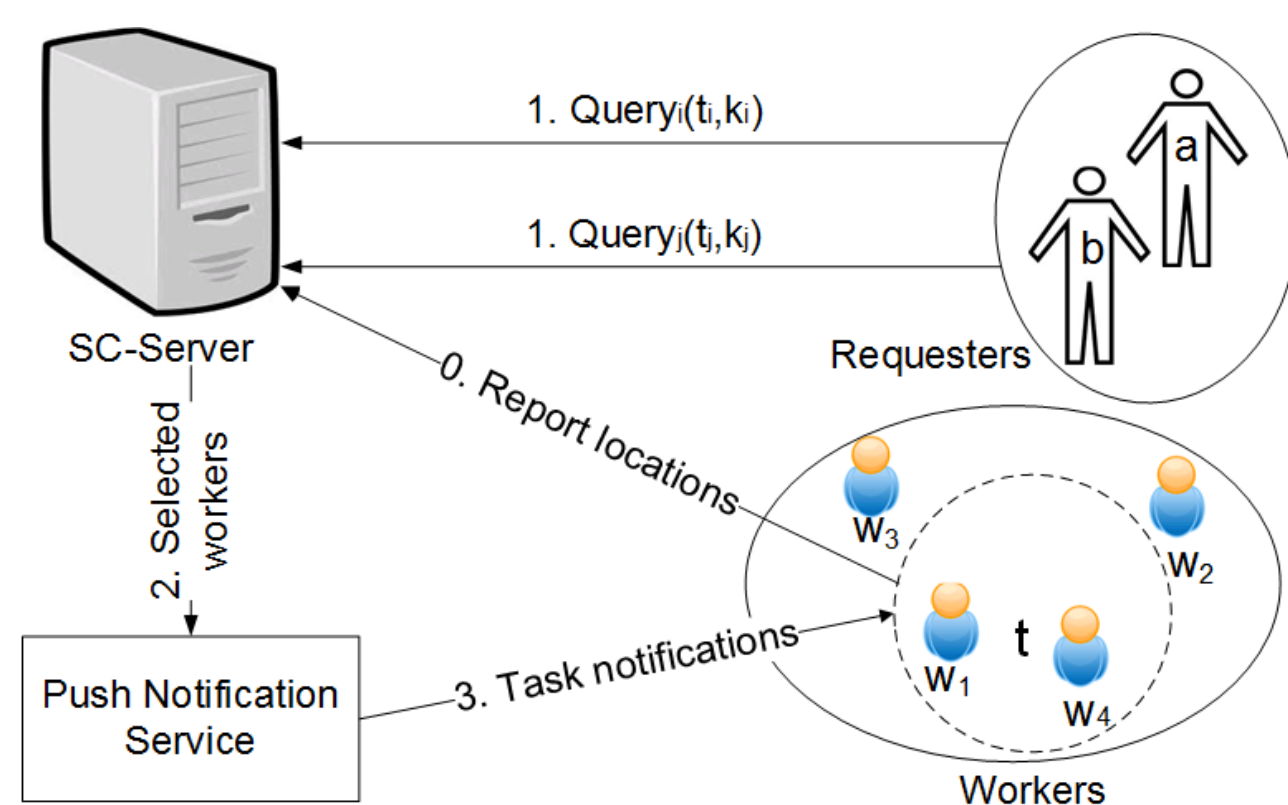 1. Queryᵢ(tᵢ,kᵢ)
a
1. Queryⱼ(tⱼ,kⱼ)
b
SC-Server
Requesters
0. Report locations
2. Selected
workers
W₃
W₂
W₁
t
W₄
3. Task notifications
Push Notification
Service
Workers